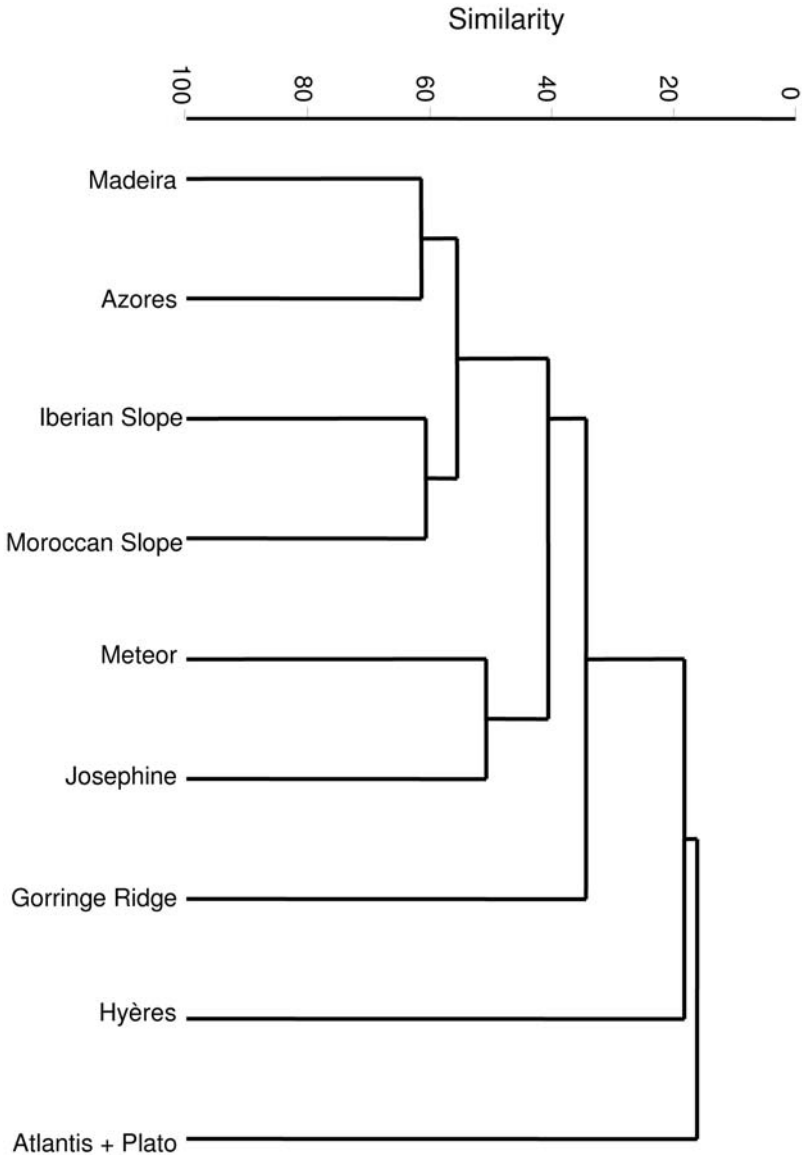 Similarity
100 80 60 40 20 0
Madeira
Azores
Iberian Slope
Moroccan Slope
Meteor
Josephine
Gorringe Ridge
Hyères
Atlantis + Plato